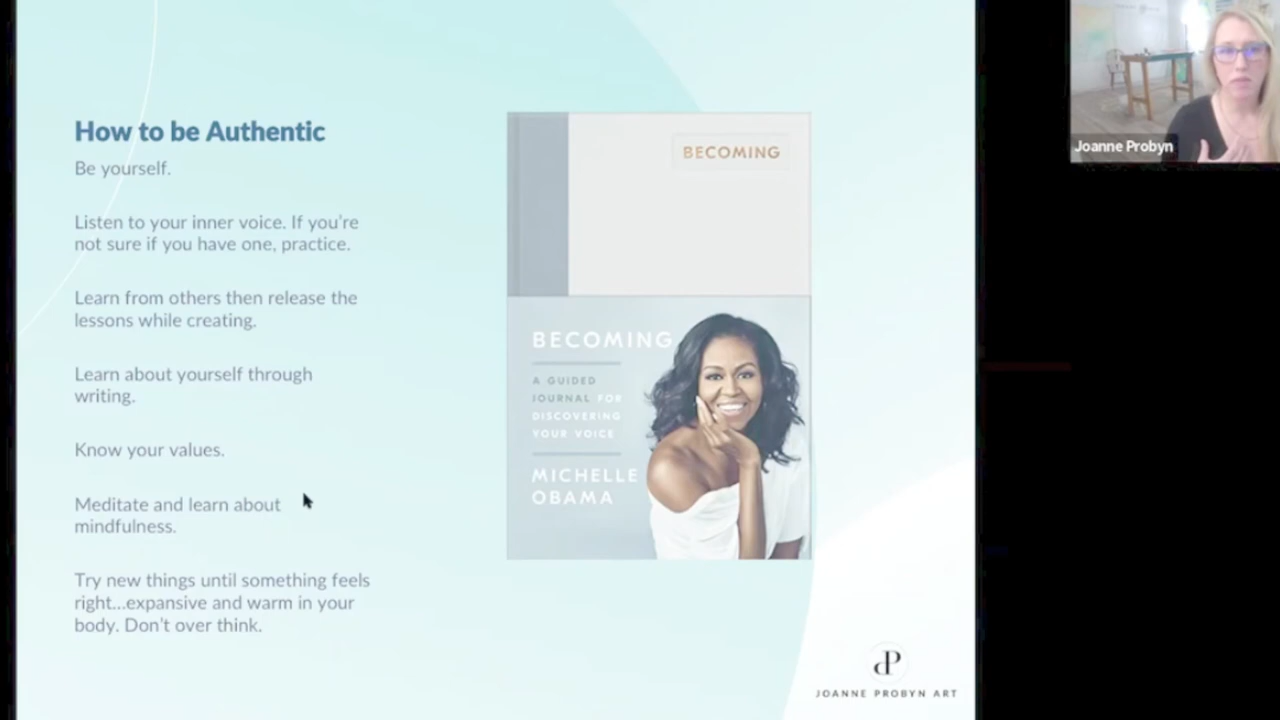 How to be Authentic
Be yourself.
Listen to your inner voice. If you're
not sure if you have one, practice.
Learn from others then release the
lessons while creating.
Learn about yourself through
writing.
Know your values.
Meditate and learn about
mindfulness.
Try new things until something feels
right...expansive and warm in your
body. Don't over think.
BECOMING
BECOMING
A GUIDED
JOURNAL FOR
DISCOVERING
YOUR VOICE
MICHELLE
OBAMA
JP
JOANNE PROBYN ART
Joanne Probyn